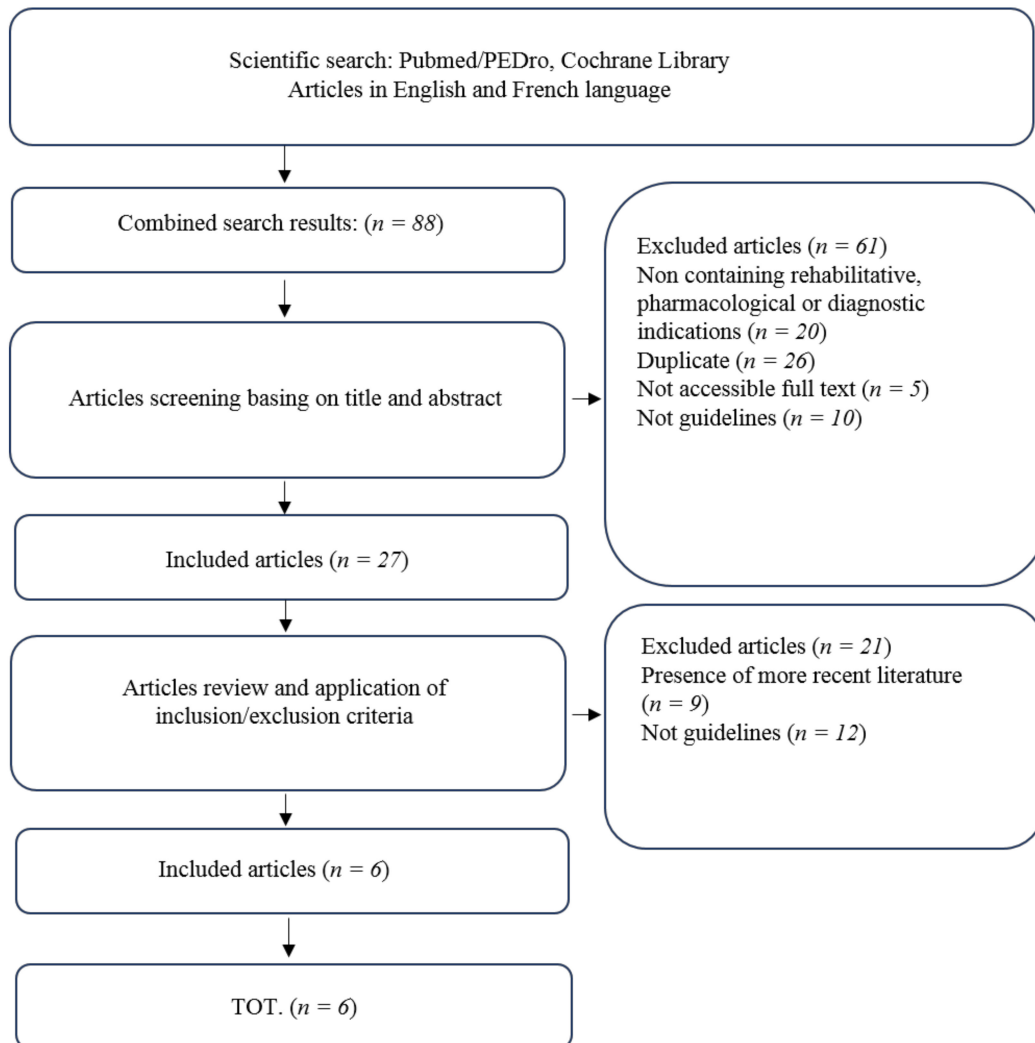 Scientific search: Pubmed/PEDro, Cochrane Library
Articles in English and French language
Combined search results: (n = 88)
Articles screening basing on title and abstract
Excluded articles (n = 61)
Non containing rehabilitative,
pharmacological or diagnostic
indications (n = 20)
Duplicate (n = 26)
Not accessible full text (n = 5)
Not guidelines (n = 10)
Included articles (n = 27)
Articles review and application of
inclusion/exclusion criteria
Excluded articles (n = 21)
Presence of more recent literature
(n = 9)
Not guidelines (n = 12)
Included articles (n = 6)
TOT. (n = 6)